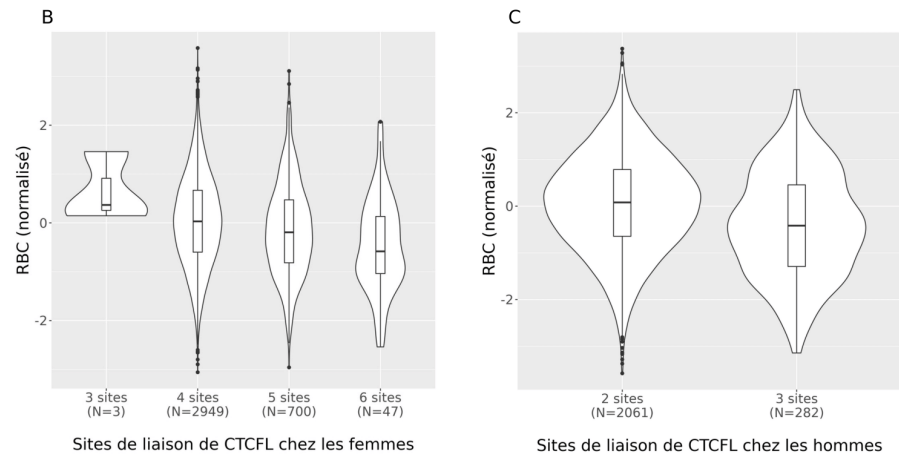 B
RBC (normalisé)
2
0
-2
3 sites
(N=3)
4 sites
(N=2949)
5 sites
(N=700)
6 sites
(N=47)
Sites de liaison de CTCFL chez les femmes
C
RBC (normalisé)
2
0
-2
2 sites
(N=2061)
3 sites
(N=282)
Sites de liaison de CTCFL chez les hommes